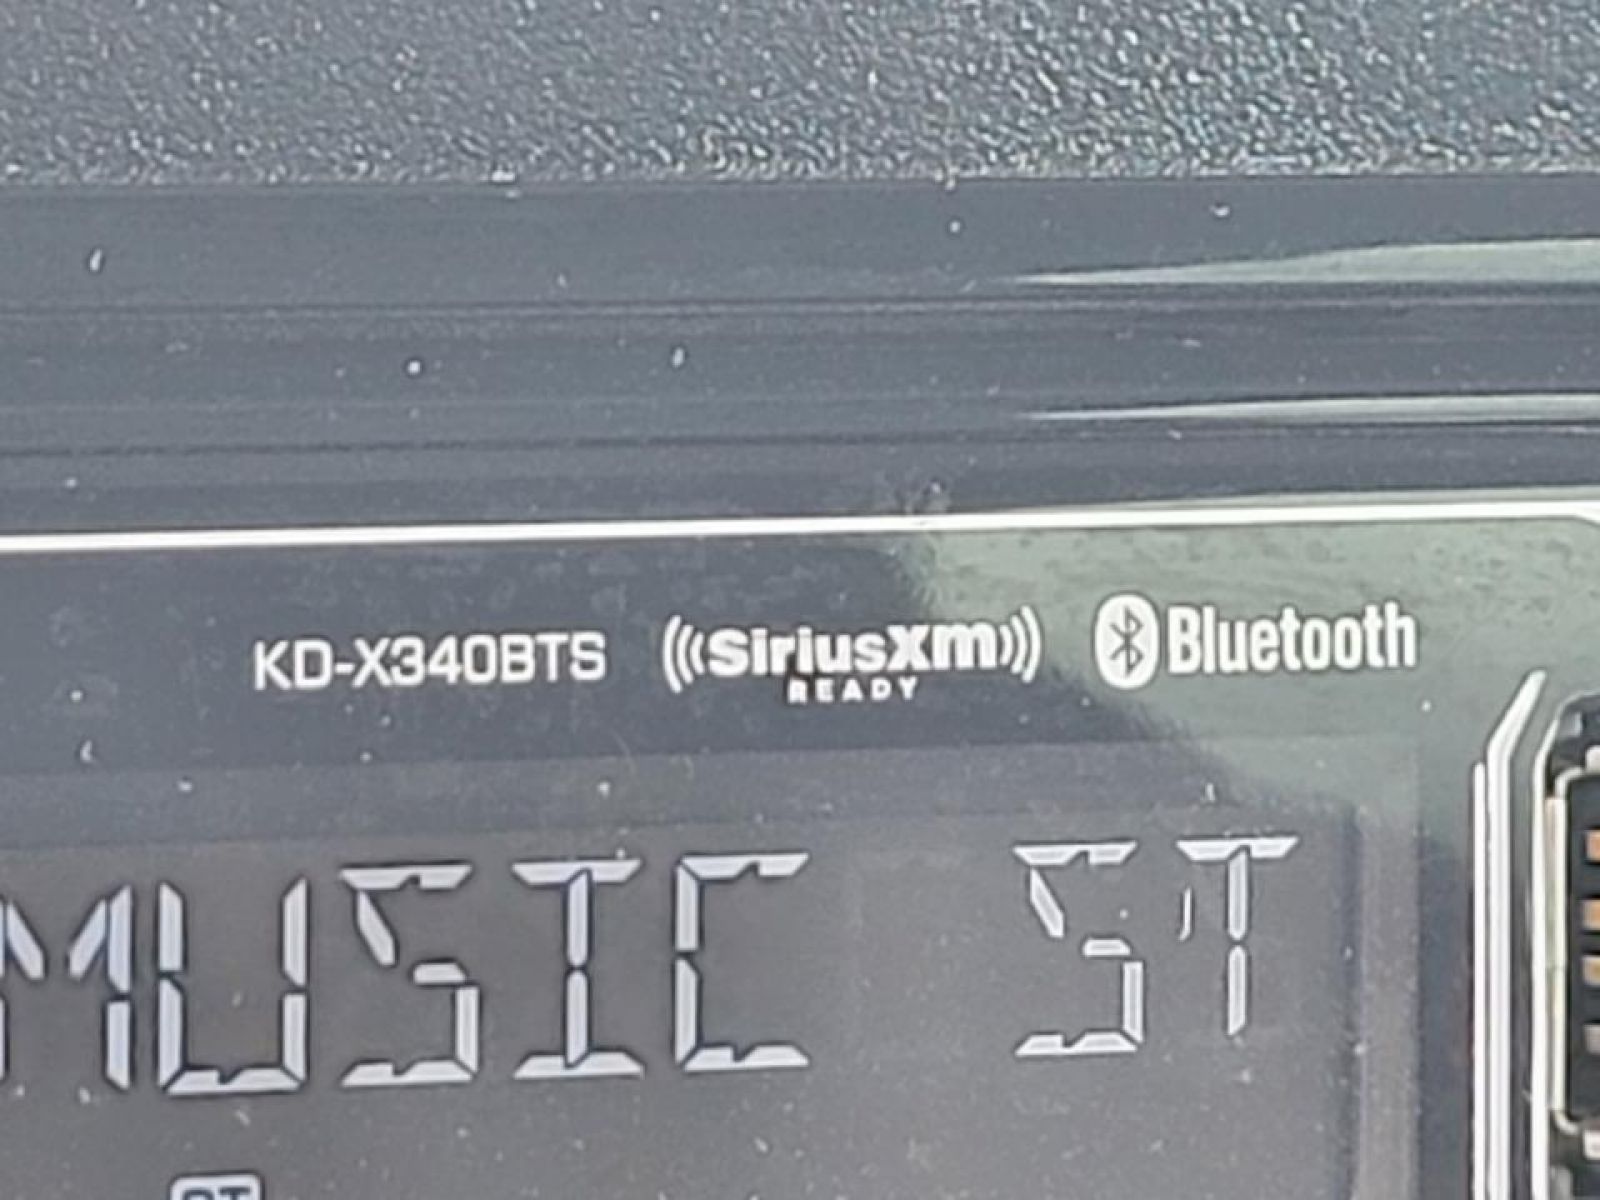 KD-X340BTS SiriusXm Bluetooth
READY
MUSIC ST